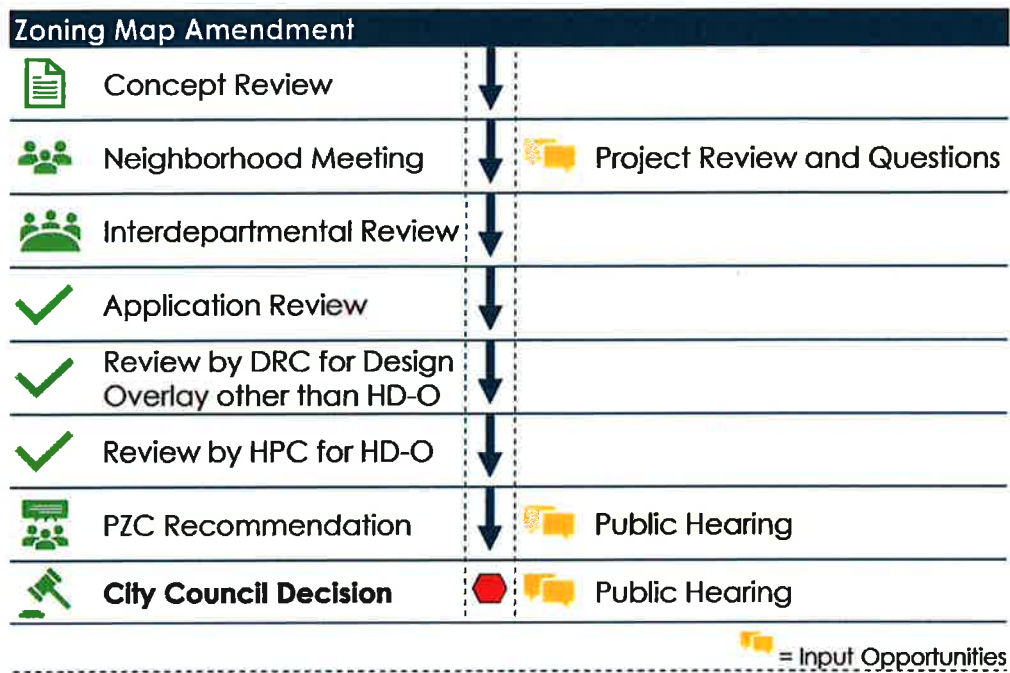 Zoning Map Amendment
Concept Review
Neighborhood Meeting
Project Review and Questions
Interdepartmental Review
Application Review
Review by DRC for Design
Overlay other than HD-O
Review by HPC for HD-O
PZC Recommendation
Public Hearing
City Council Decision
Public Hearing
= Input Opportunities